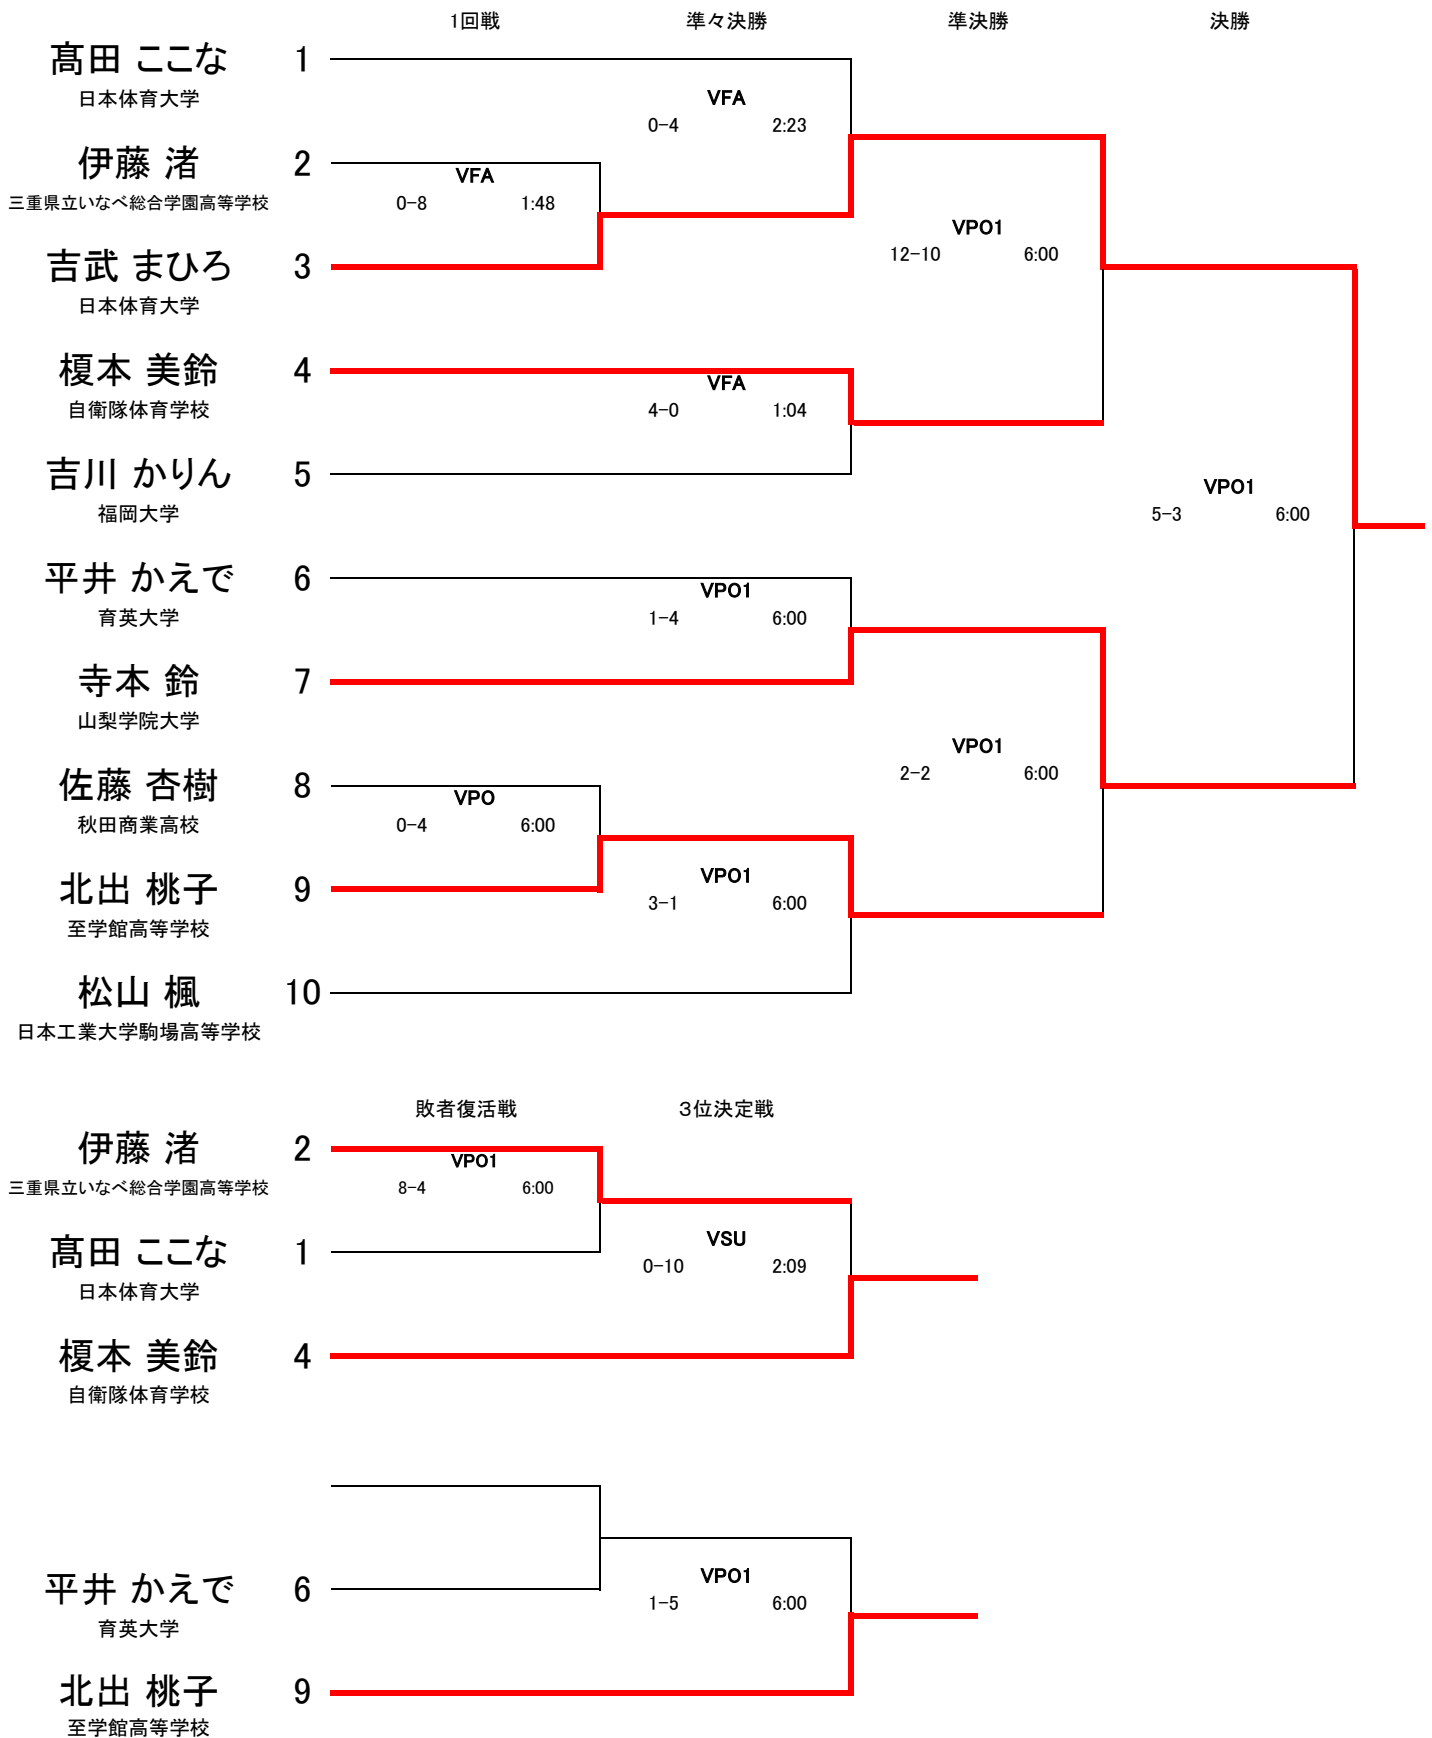 1回戦 準々決勝 準決勝 決勝
髙田 ここな 1
日本体育大学
VFA
0-4 2:23
伊藤 渚 2
三重県立いなべ総合学園高等学校
VFA
0-8 1:48
吉武 まひろ 3
日本体育大学
VPO1
12-10 6:00
榎本 美鈴 4
自衛隊体育学校
VFA
4-0 1:04
吉川 かりん 5
福岡大学
VPO1
5-3 6:00
平井 かえで 6
育英大学
VPO1
1-4 6:00
寺本 鈴 7
山梨学院大学
VPO1
2-2 6:00
佐藤 杏樹 8
秋田商業高校
VPO
0-4 6:00
北出 桃子 9
至学館高等学校
VPO1
3-1 6:00
松山 楓 10
日本工業大学駒場高等学校
敗者復活戦 3位決定戦
伊藤 渚 2
三重県立いなべ総合学園高等学校
VPO1
8-4 6:00
髙田 ここな 1
日本体育大学
VSU
0-10 2:09
榎本 美鈴 4
自衛隊体育学校
平井 かえで 6
育英大学
VPO1
1-5 6:00
北出 桃子 9
至学館高等学校